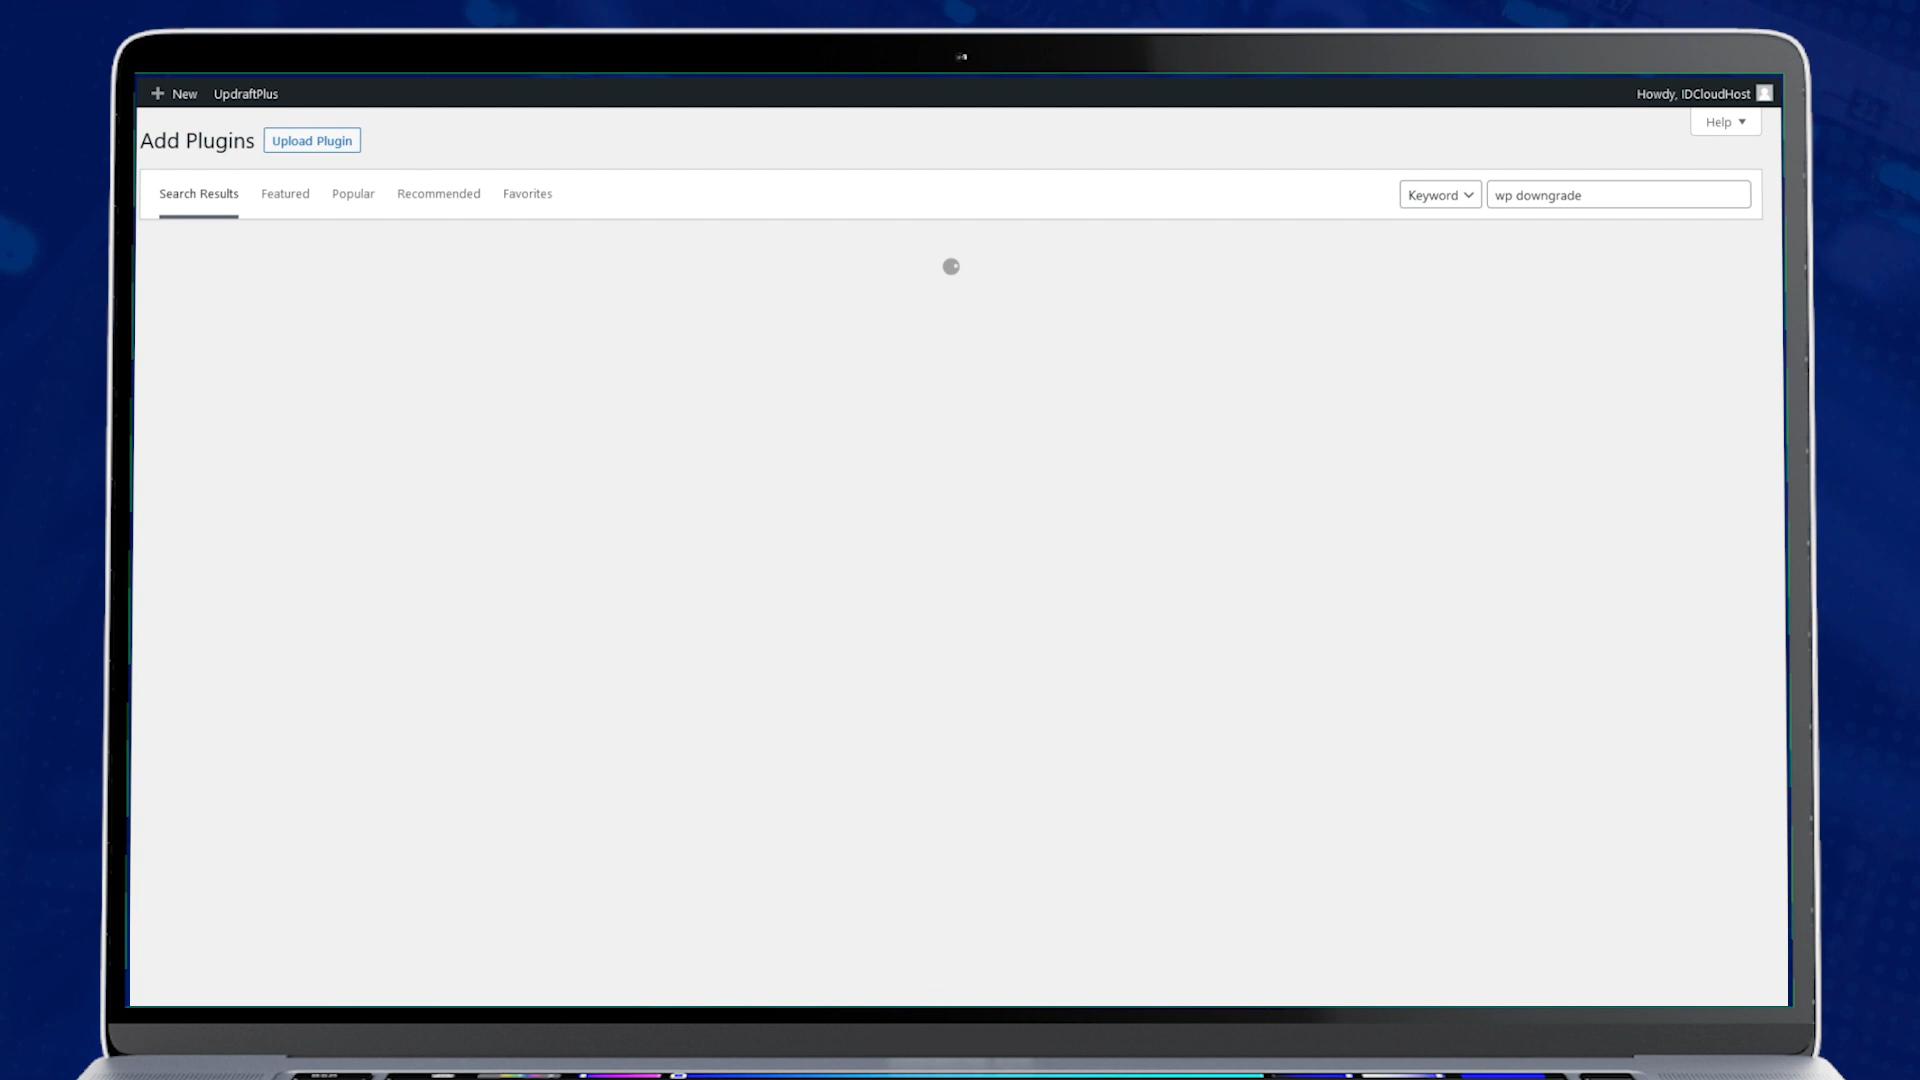 New UpdraftPlus Howdy, IDCloudHost
Help
Add Plugins Upload Plugin
Search Results Featured Popular Recommended Favorites Keyword wp downgrade